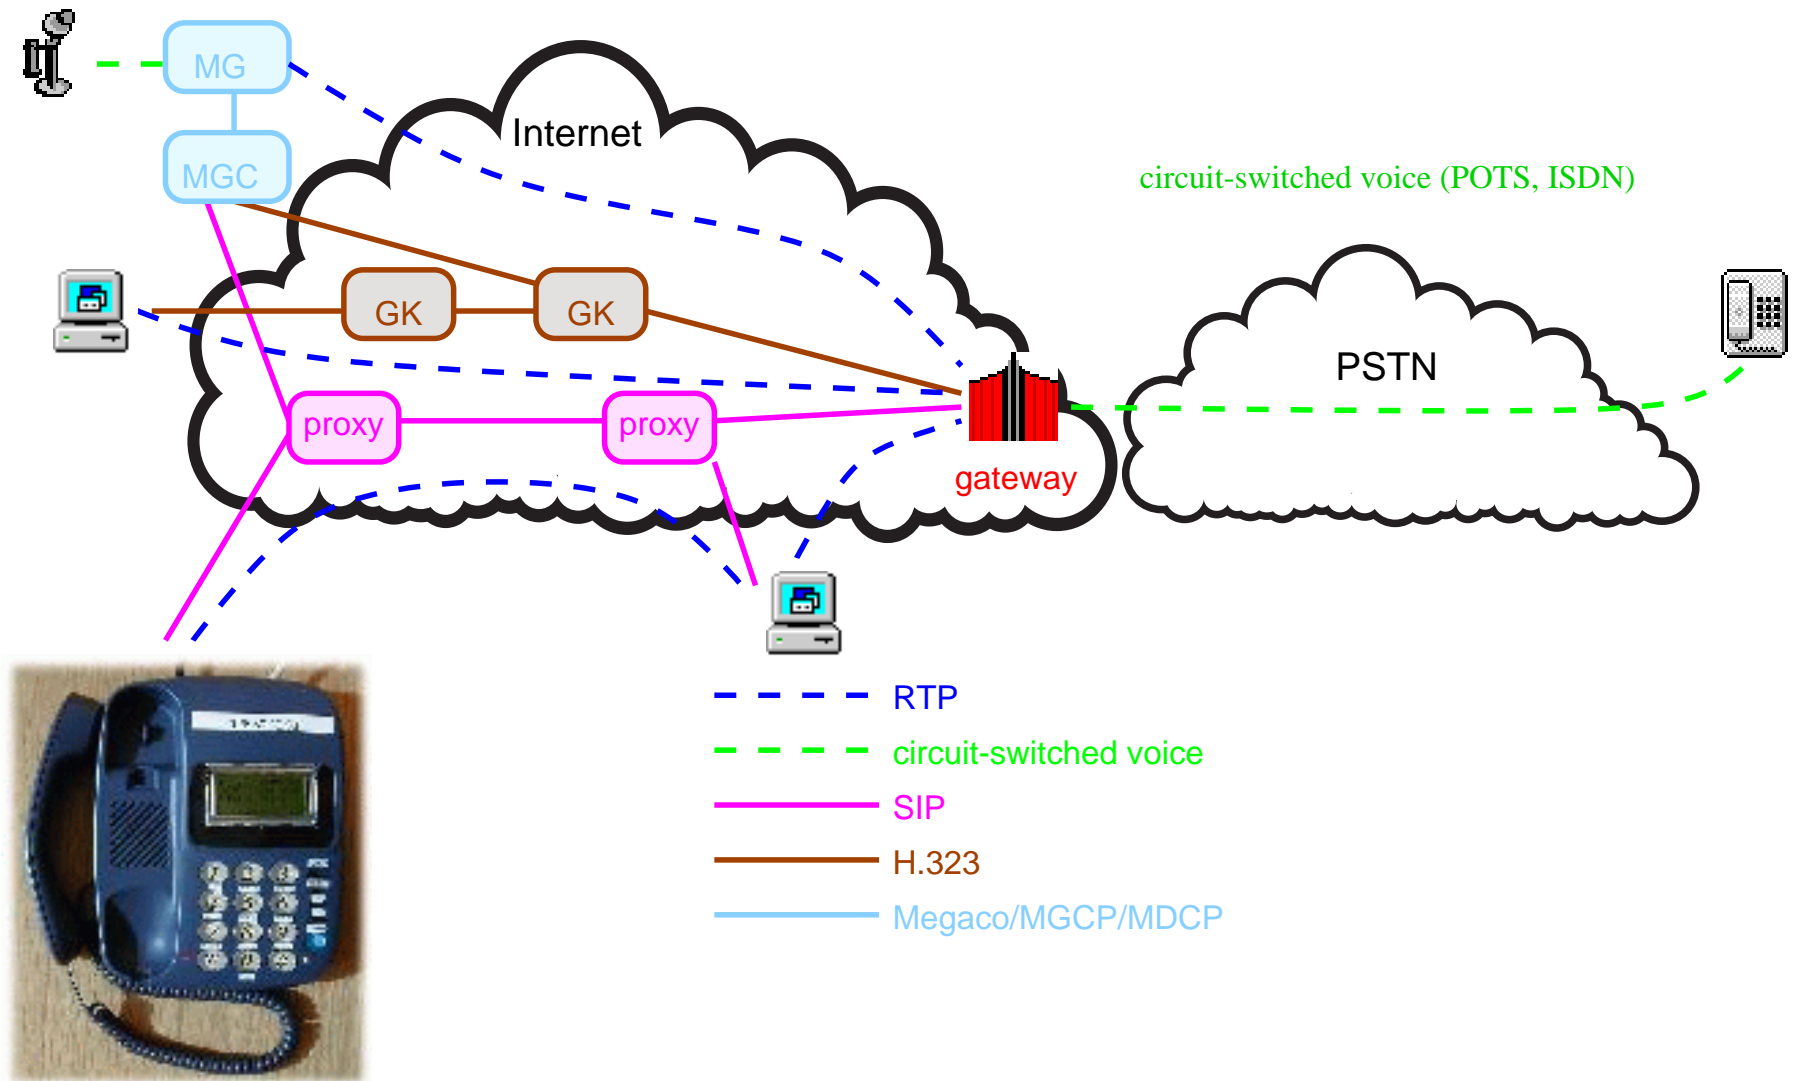 MG
Internet
MGC
circuit-switched voice (POTS, ISDN)
GK
GK
PSTN
proxy
proxy
gateway
RTP
circuit-switched voice
SIP
H.323
Megaco/MGCP/MDCP